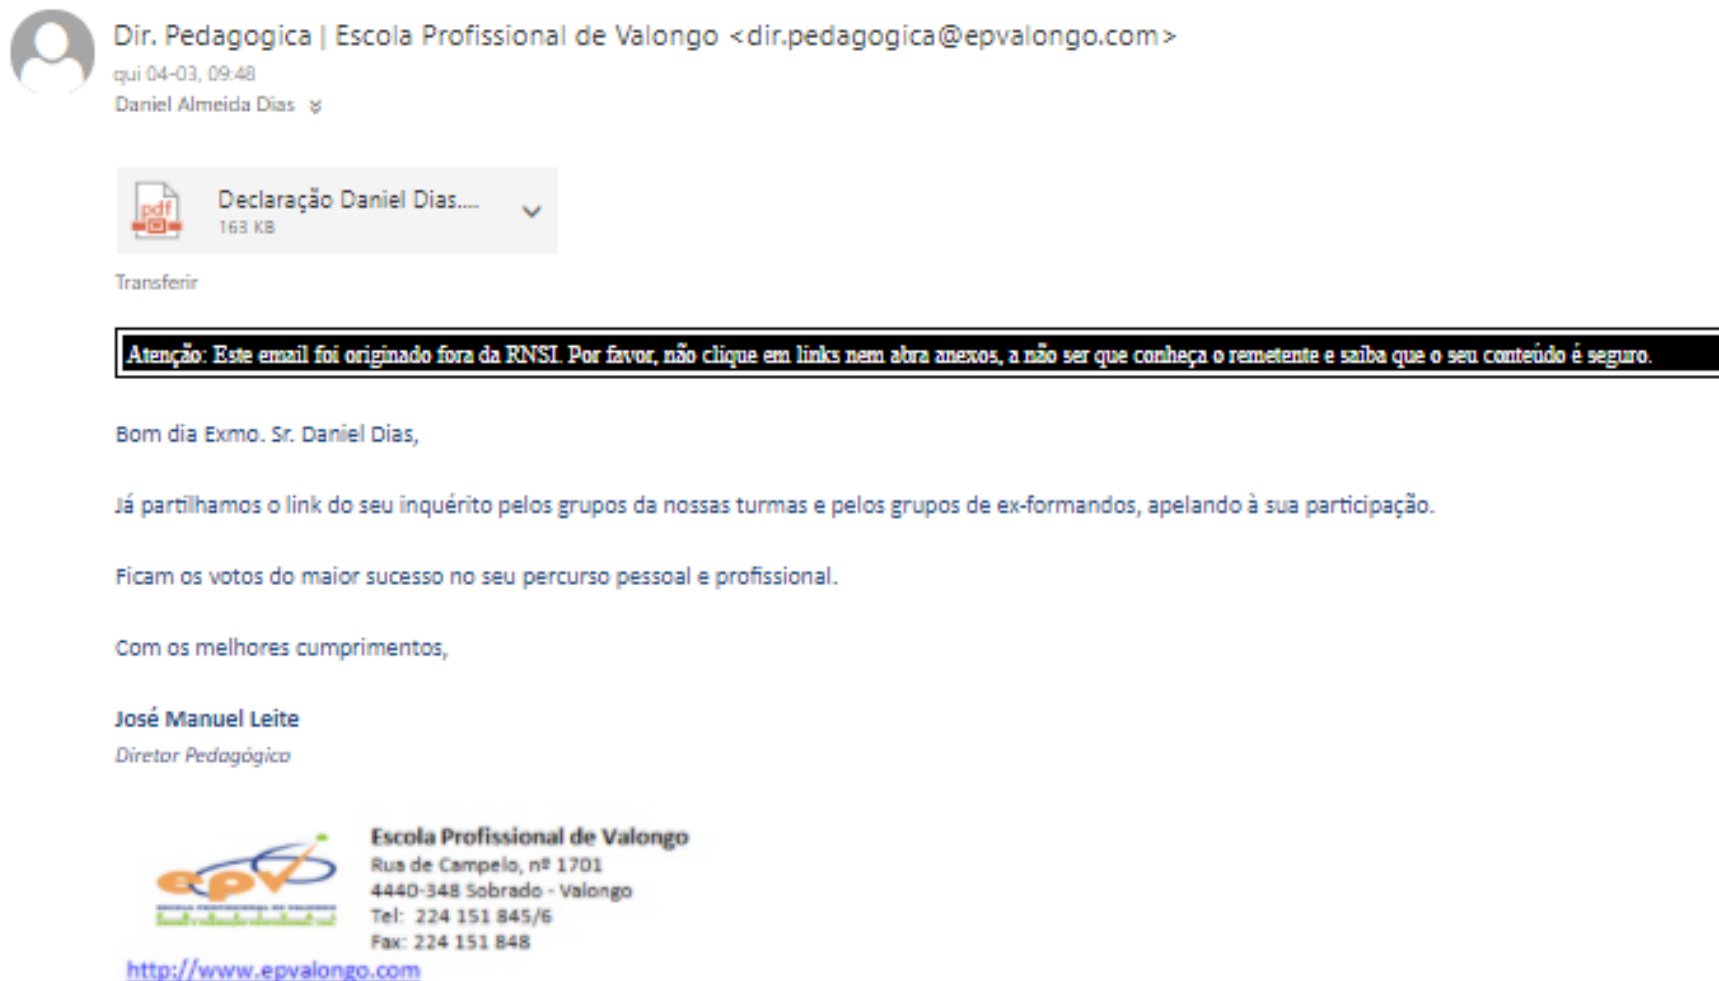 Dir. Pedagogica | Escola Profissional de Valongo <dir.pedagogica@epvalongo.com>
qui 04-03, 09:48
Daniel Almeida Dias
pdf
Declaração Daniel Dias....
163 KB
Transferir
Atenção: Este email foi originado fora da RNSI. Por favor, não clique em links nem abra anexos, a não ser que conheça o remetente e saiba que o seu conteúdo é seguro.
Bom dia Exmo. Sr. Daniel Dias,
Já partilhamos o link do seu inquérito pelos grupos da nossas turmas e pelos grupos de ex-formandos, apelando à sua participação.
Ficam os votos do maior sucesso no seu percurso pessoal e profissional.
Com os melhores cumprimentos,
José Manuel Leite
Diretor Pedagógico
epv
Escola Profissional de Valongo
Rua de Campelo, nº 1701
4440-348 Sobrado - Valongo
Tel: 224 151 845/6
Fax: 224 151 848
http://www.epvalongo.com